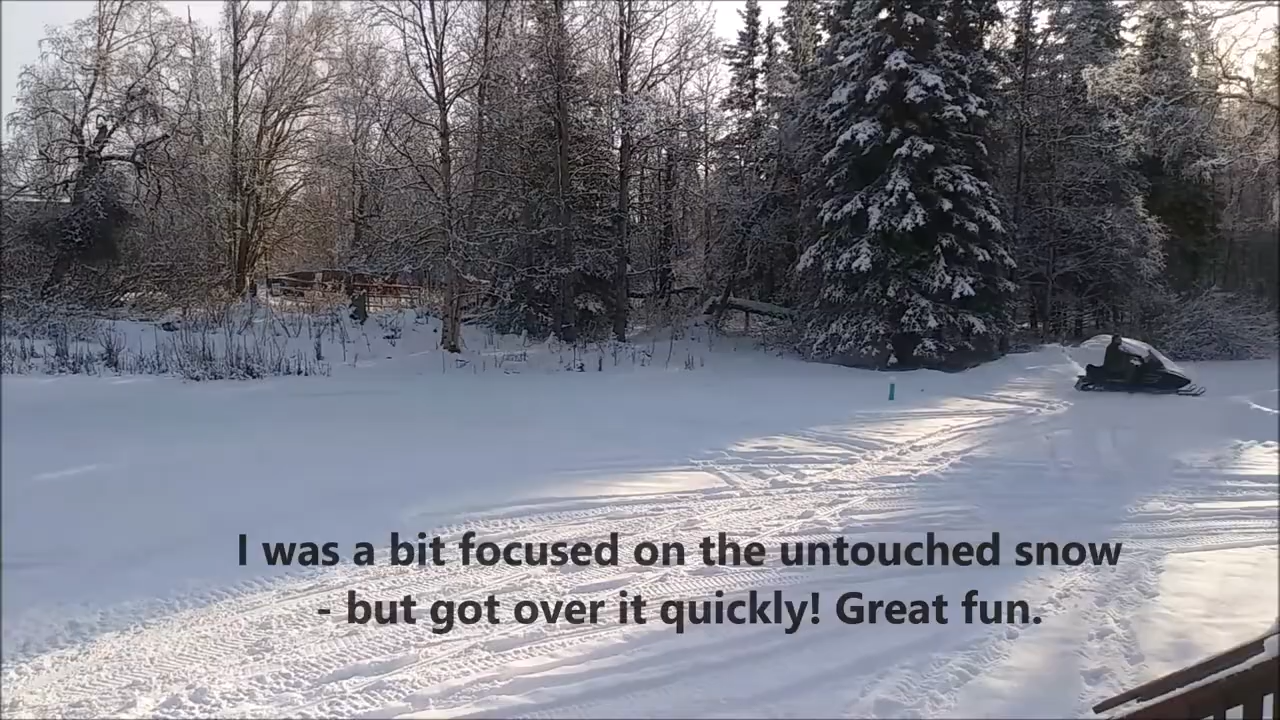 I was a bit focused on the untouched snow
- but got over it quickly! Great fun.